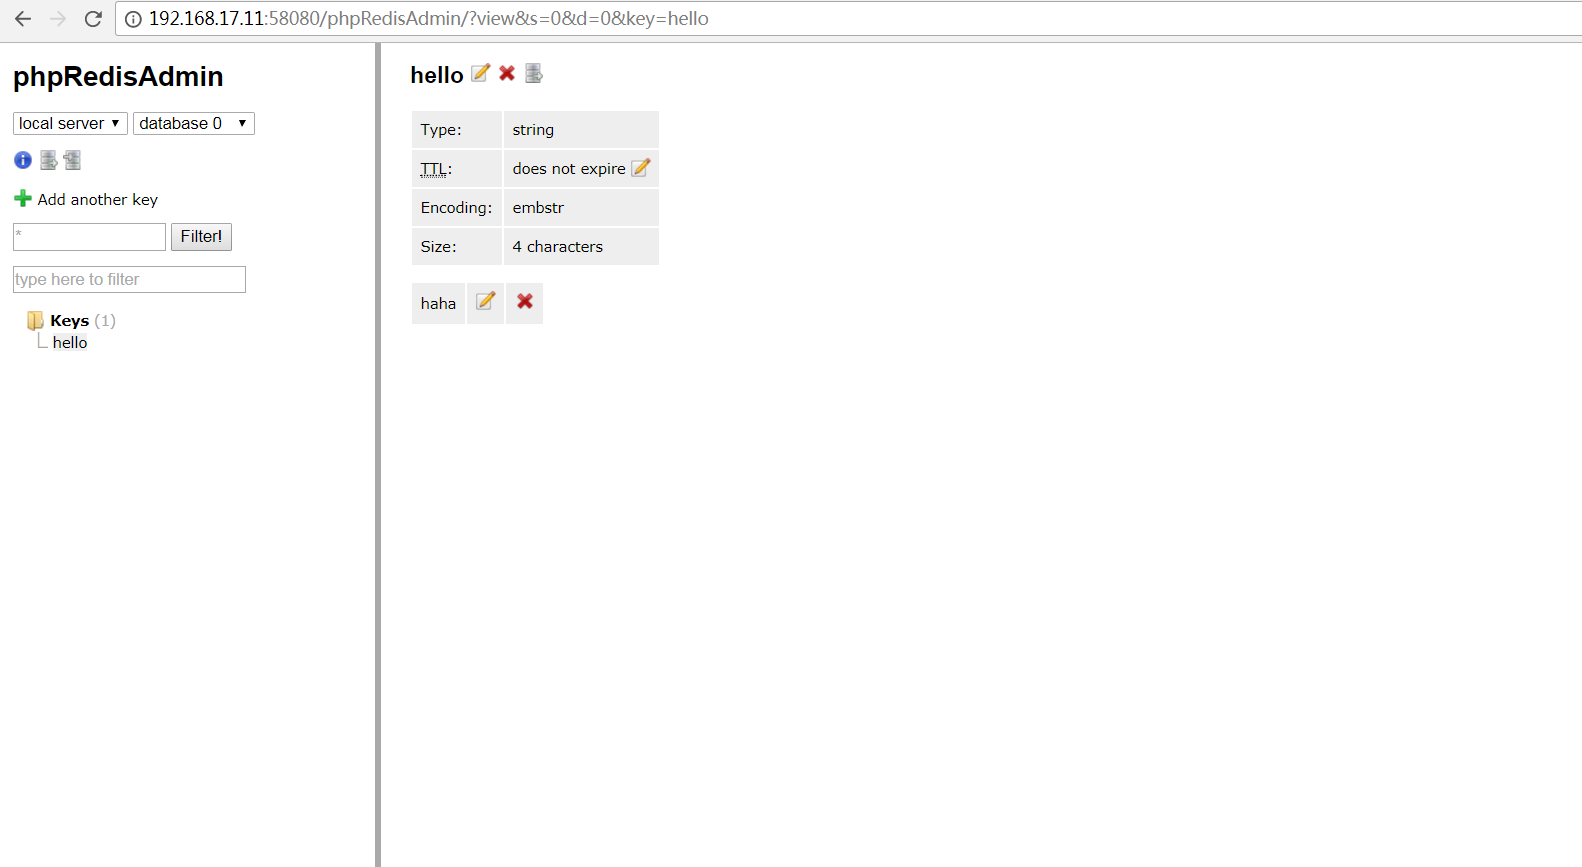 192.168.17.11:58080/phpRedisAdmin/?view&s=0&d=0&key=hello
phpRedisAdmin
local server database 0
Add another key
* Filter!
type here to filter
Keys (1)
hello
hello
Type: string
TTL: does not expire
Encoding: embstr
Size: 4 characters
haha